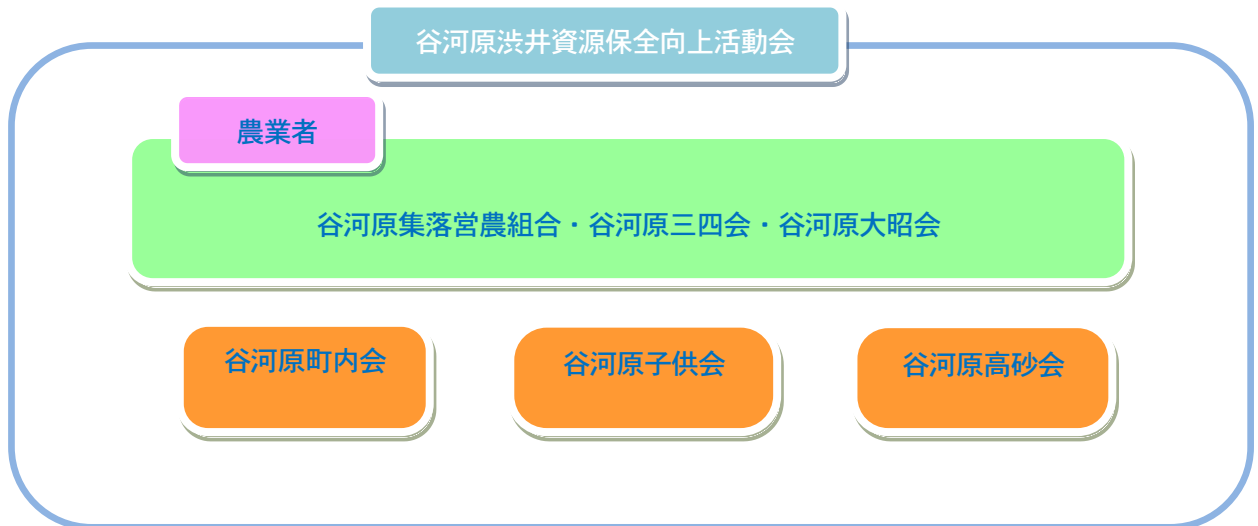 谷河原渋井資源保全向上活動会
農業者
谷河原集落営農組合・谷河原三四会・谷河原大昭会
谷河原町内会
谷河原子供会
谷河原高砂会